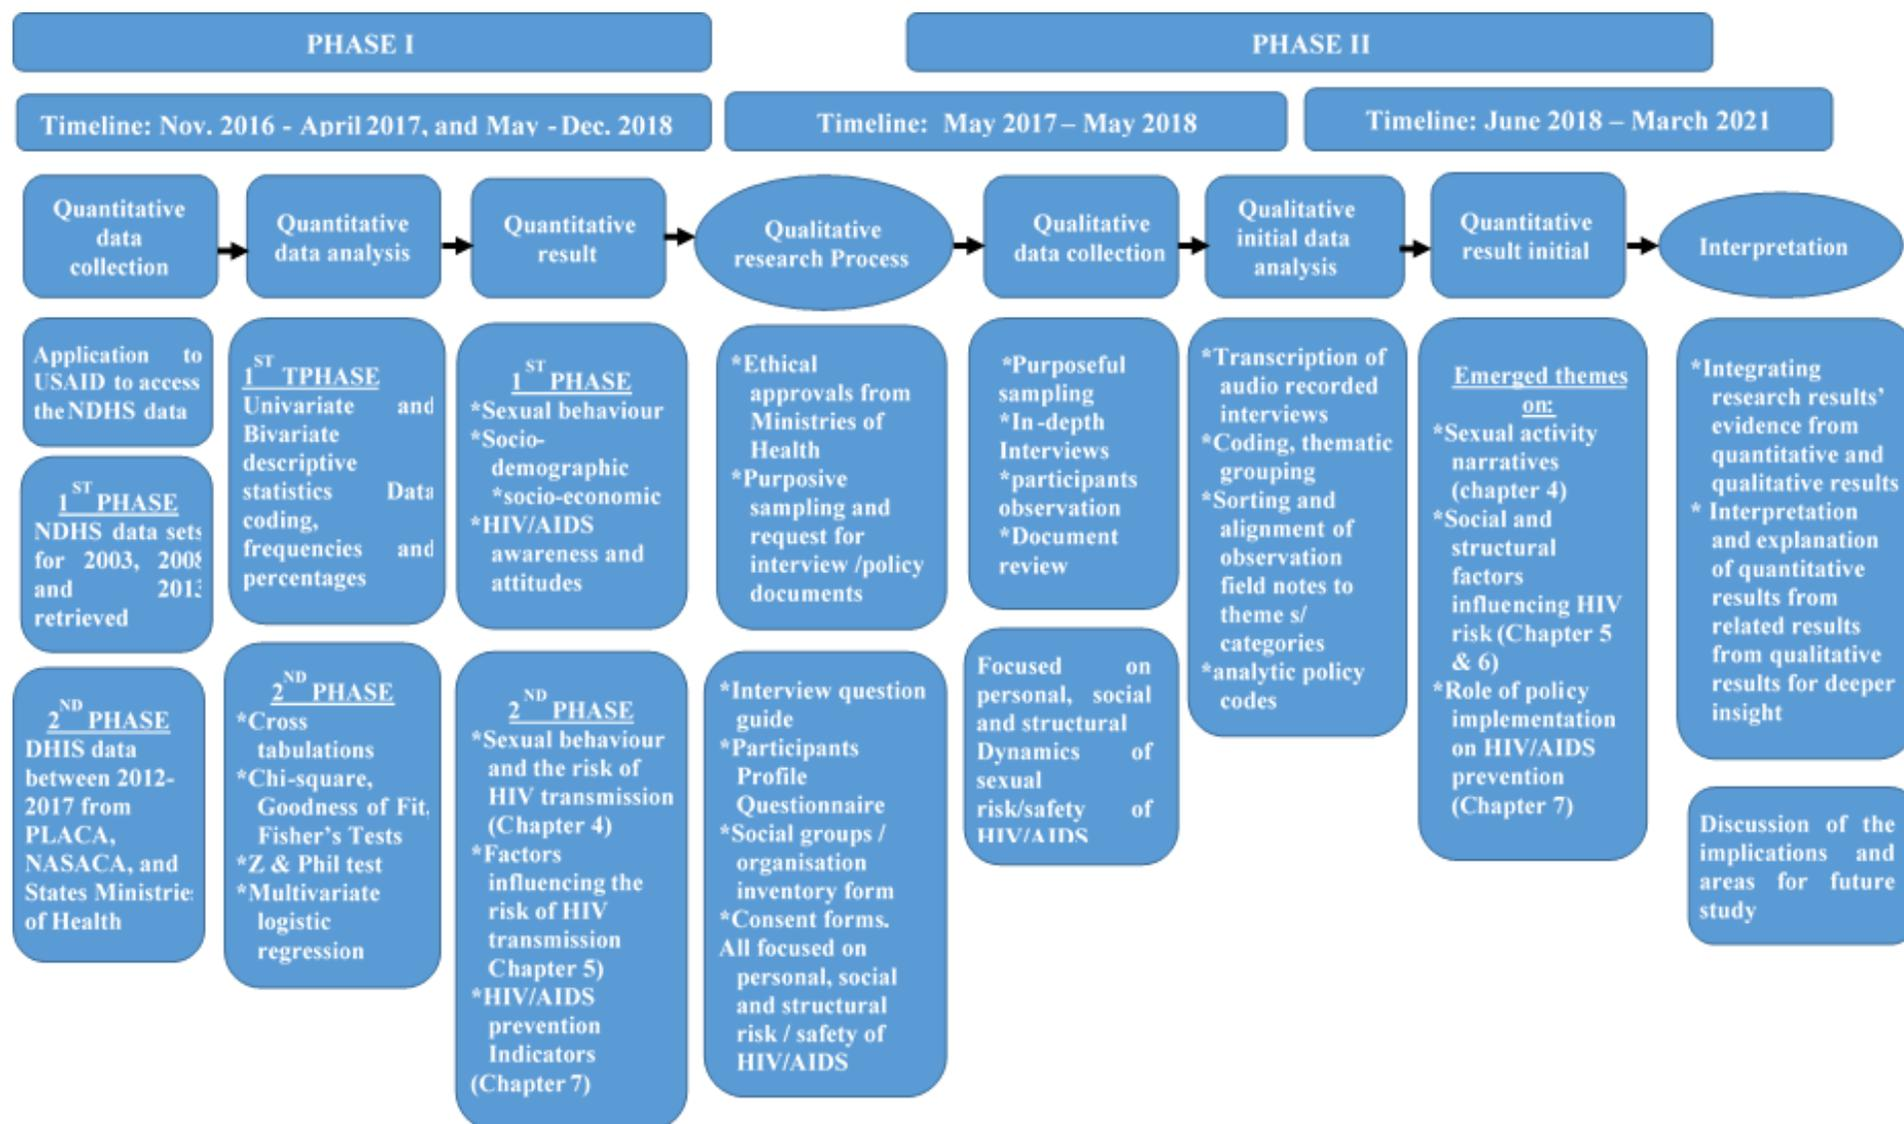 PHASE I
PHASE II
Timeline: Nov. 2016 - April 2017, and May - Dec. 2018
Timeline: May 2017 – May 2018
Timeline: June 2018 – March 2021
Quantitative
data
collection
Quantitative
data analysis
Quantitative
result
Qualitative
research Process
Qualitative
data collection
Qualitative
initial data
analysis
Quantitative
result initial
Interpretation
Application to
USAID to access
the NDHS data
1ST PHASE
NDHS data sets
for 2003, 2008
and 2013
retrieved
2ND PHASE
DHIS data
between 2012-
2017 from
PLACA,
NASACA, and
States Ministrie
of Health
1ST TPHASE
Univariate and
Bivariate
descriptive
statistics Data
coding,
frequencies and
percentages
2ND PHASE
*Cross
tabulations
*Chi-square,
Goodness of Fit,
Fisher's Tests
*Z & Phil test
*Multivariate
logistic
regression
1ST PHASE
*Sexual behaviour
*Socio-
demographic
*socio-economic
*HIV/AIDS
awareness and
attitudes
2ND PHASE
*Sexual behaviour
and the risk of
HIV transmission
(Chapter 4)
*Factors
influencing the
risk of HIV
transmission
Chapter 5)
*HIV/AIDS
prevention
Indicators
(Chapter 7)
*Ethical
approvals from
Ministries of
Health
*Purposive
sampling and
request for
interview /policy
documents
*Interview question
guide
*Participants
Profile
Questionnaire
*Social groups /
organisation
inventory form
*Consent forms.
All focused on
personal, social
and structural
risk / safety of
HIV/AIDS
*Purposeful
sampling
*In-depth
Interviews
*participants
observation
*Document
review
Focused on
personal, social
and structural
Dynamics of
sexual
risk/safety of
HIV/AIDS
*Transcription of
audio recorded
interviews
*Coding, thematic
grouping
*Sorting and
alignment of
observation
field notes to
theme s/
categories
*analytic policy
codes
Emerged themes
on:
*Sexual activity
narratives
(chapter 4)
*Social and
structural
factors
influencing HIV
risk (Chapter 5
& 6)
*Role of policy
implementation
on HIV/AIDS
prevention
(Chapter 7)
*Integrating
research results'
evidence from
quantitative and
qualitative results
* Interpretation
and explanation
of quantitative
results from
related results
from qualitative
results for deeper
insight
Discussion of the
implications and
areas for future
study